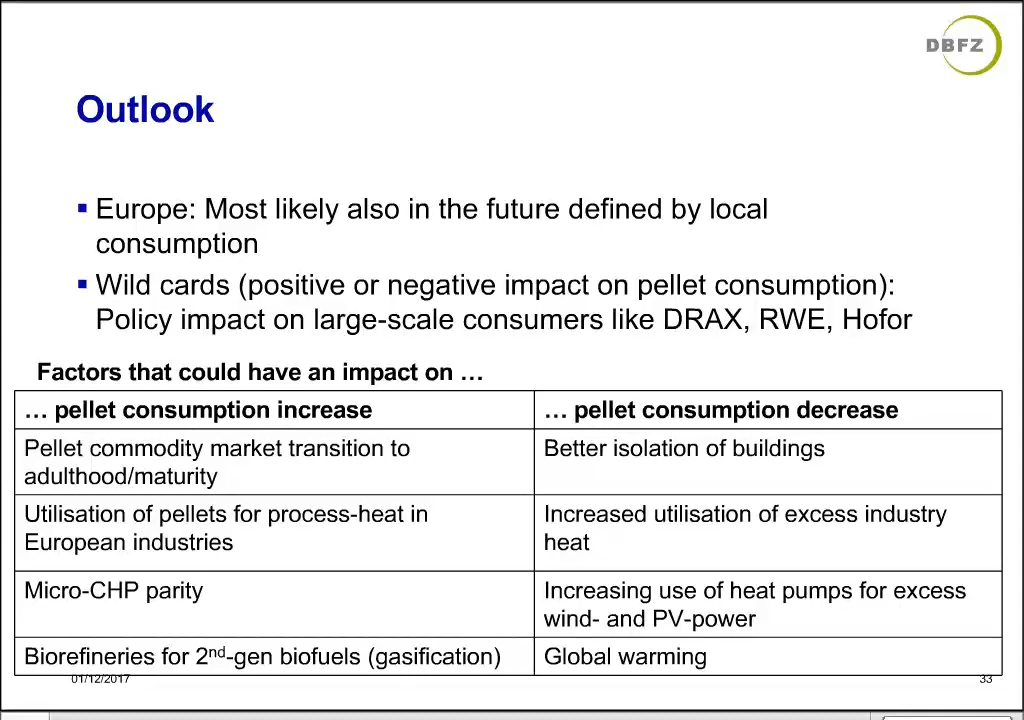 DBFZ
Outlook
▪ Europe: Most likely also in the future defined by local
consumption
▪ Wild cards (positive or negative impact on pellet consumption):
Policy impact on large-scale consumers like DRAX, RWE, Hofor
Factors that could have an impact on …
… pellet consumption increase
… pellet consumption decrease
Pellet commodity market transition to
adulthood/maturity
Better isolation of buildings
Utilisation of pellets for process-heat in
European industries
Increased utilisation of excess industry
heat
Micro-CHP parity
Increasing use of heat pumps for excess
wind- and PV-power
Biorefineries for 2nd-gen biofuels (gasification)
Global warming
01/12/2017
33